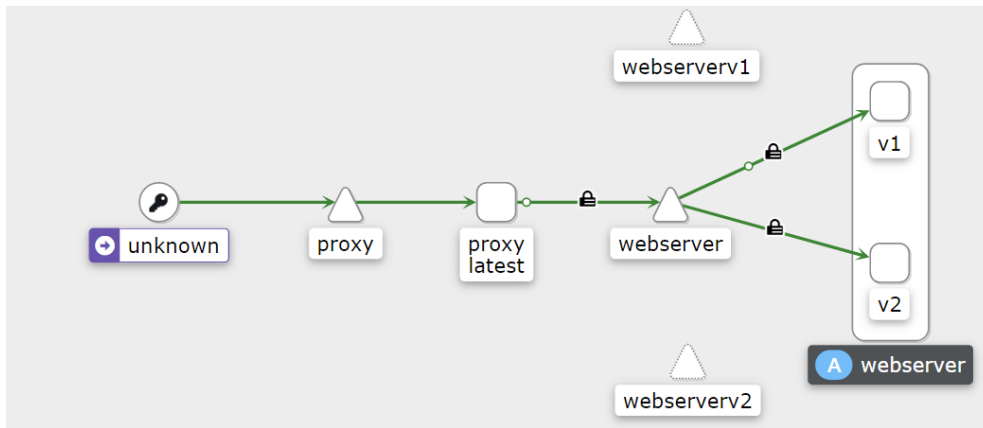 webserverv1
v1
unknown
proxy
proxy
latest
webserver
v2
A webserver
webserverv2